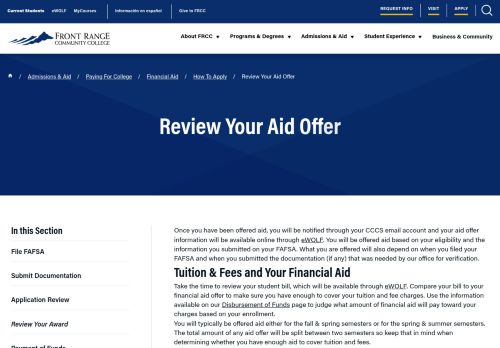 Current Students eWOLF MyCourses Información en español Give to FRCC REQUEST INFO VISIT APPLY
FRONT RANGE
COMMUNITY COLLEGE
About FRCC Programs & Degrees Admissions & Aid Student Experience Business & Community
/ Admissions & Aid / Paying For College / Financial Aid / How To Apply / Review Your Aid Offer
Review Your Aid Offer
In this Section
File FAFSA
Submit Documentation
Application Review
Review Your Award
Payment of Funds
Once you have been offered aid, you will be notified through your CCCS email account and your aid offer
information will be available online through eWOLF. You will be offered aid based on your eligibility and the
information you submitted on your FAFSA. What you are offered will also depend on when you filed your
FAFSA and when you submitted the documentation (if any) that was needed by our office for verification.
Tuition & Fees and Your Financial Aid
Take the time to review your student bill, which will be available through eWOLF. Compare your bill to your
financial aid offer to make sure you have enough to cover your tuition and fee charges. Use the information
available on our Disbursement of Funds page to judge what amount of financial aid will pay toward your
charges based on your enrollment.
You will typically be offered aid either for the fall & spring semesters or for the spring & summer semesters.
The total amount of any aid offer will be split between two semesters so keep that in mind when
determining whether you have enough aid to cover tuition and fees.